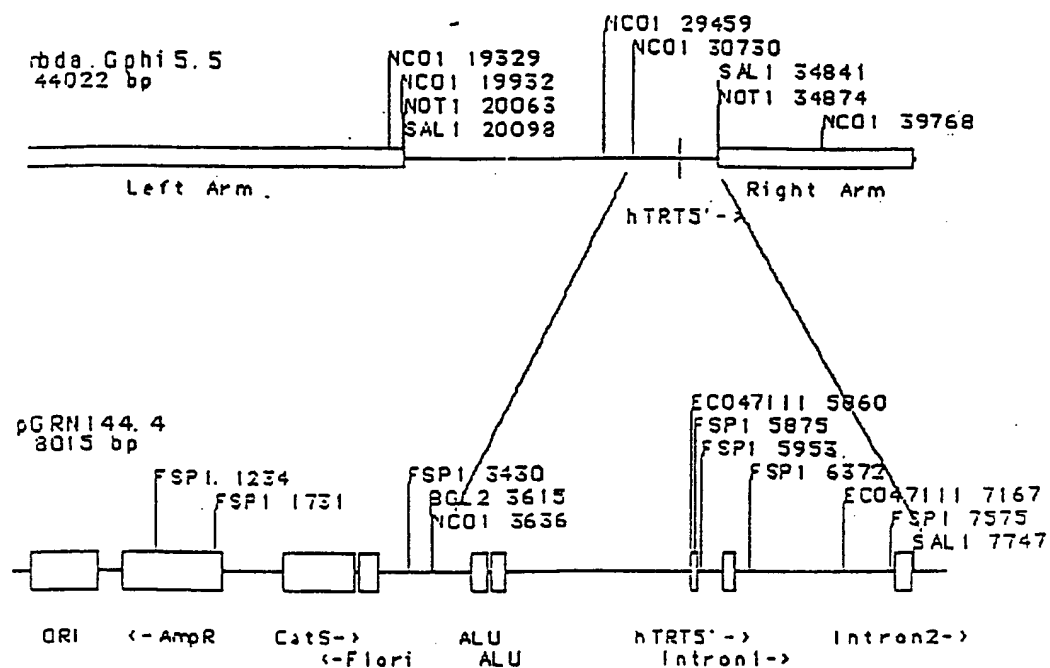 mbda.Gphi5.5
44022 bp
NCO1 19329
NCO1 19932
NOT1 20063
SAL1 20098
NCO1 29459
NCO1 30730
SAL1 34841
NOT1 34874
NCO1 39768
Left Arm
Right Arm
hTRT5'->
pGRN144.4
8015 bp
FSP1 1234
FSP1 1731
FSP1 3430
BGL2 3615
NCO1 3636
ECO47111 5860
FSP1 5875
FSP1 5953
FSP1 6372
ECO47111 7167
FSP1 7575
SAL1 7747
ORI
<-AmpR
CatS->
<-F1ori
ALU
ALU
hTRT5'->
Intron1->
Intron2->